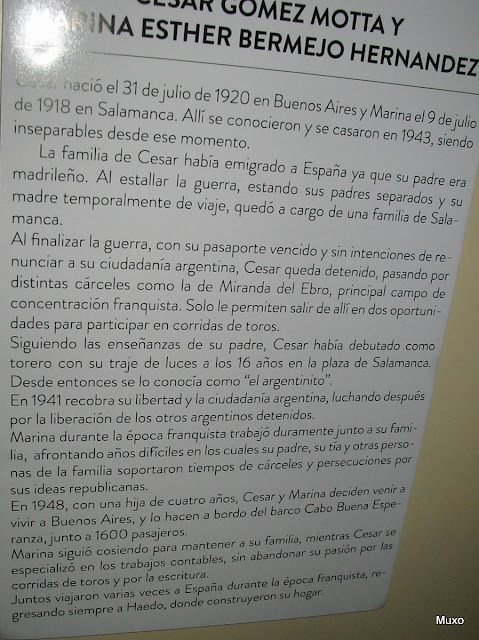 CESAR GOMEZ MOTTA Y
MARINA ESTHER BERMEJO HERNANDEZ
Cesar nació el 31 de julio de 1920 en Buenos Aires y Marina el 9 de julio
de 1918 en Salamanca. Allí se conocieron y se casaron en 1943, siendo
inseparables desde ese momento.
La familia de Cesar había emigrado a España ya que su padre era
madrileño. Al estallar la guerra, estando sus padres separados y su
madre temporalmente de viaje, quedó a cargo de una familia de Sala-
manca.
Al finalizar la guerra, con su pasaporte vencido y sin intenciones de re-
nunciar a su ciudadanía argentina, Cesar queda detenido, pasando por
distintas cárceles como la de Miranda del Ebro, principal campo de
concentración franquista. Solo le permiten salir de allí en dos oportuni-
dades para participar en corridas de toros.
Siguiendo las enseñanzas de su padre, Cesar había debutado como
torero con su traje de luces a los 16 años en la plaza de Salamanca.
Desde entonces se lo conocía como "el argentinito".
En 1941 recobra su libertad y la ciudadanía argentina, luchando después
por la liberación de los otros argentinos detenidos.
Marina durante la época franquista trabajó duramente junto a su fami-
lia, afrontando años difíciles en los cuales su padre, su tía y otras perso-
nas de la familia soportaron tiempos de cárceles y persecuciones por
sus ideas republicanas.
En 1948, con una hija de cuatro años, Cesar y Marina deciden venir a
vivir a Buenos Aires, y lo hacen a bordo del barco Cabo Buena Espe-
ranza, junto a 1600 pasajeros.
Marina siguió cosiendo para mantener a su familia, mientras Cesar se
especializó en los trabajos contables, sin abandonar su pasión por las
corridas de toros y por la escritura.
Juntos viajaron varias veces a España durante la época franquista, re-
gresando siempre a Haedo, donde construyeron su hogar.
Muxo